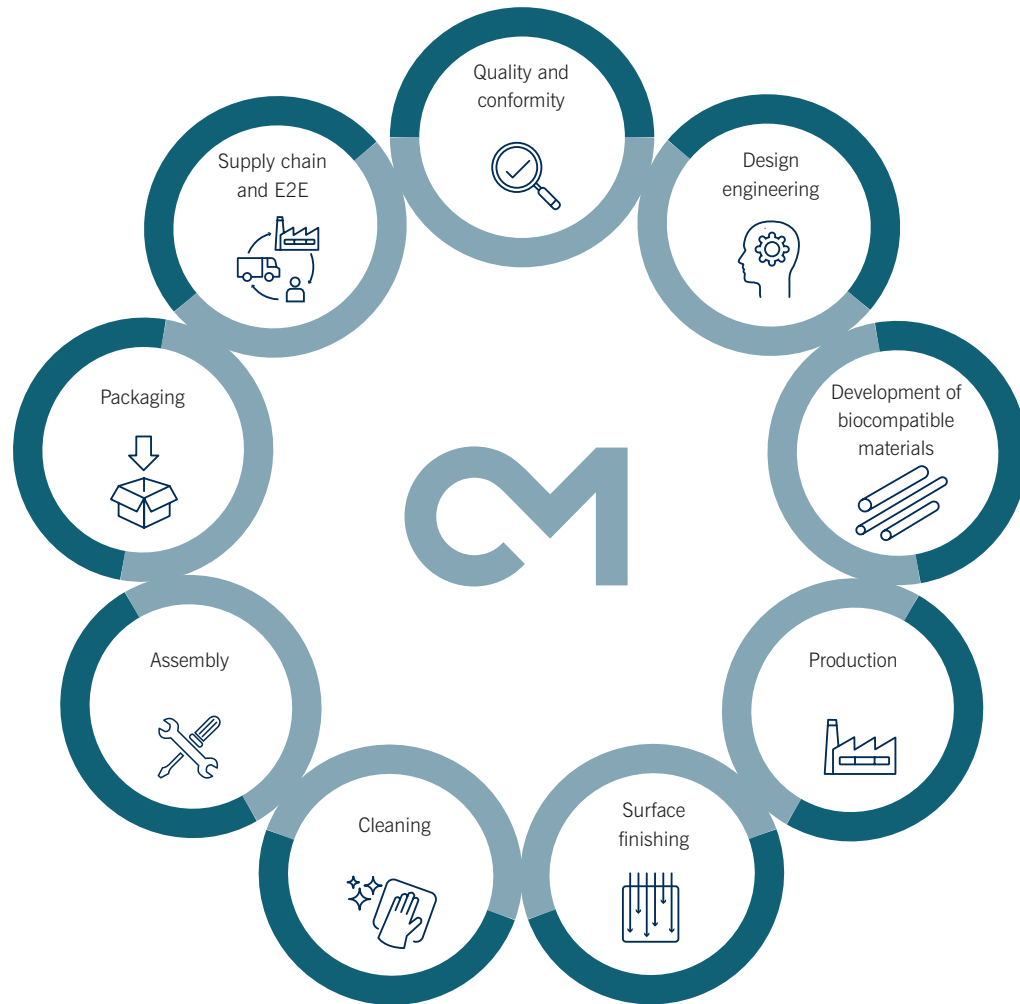 Quality and
conformity
Design
engineering
Development of
biocompatible
materials
Production
Surface
finishing
Cleaning
Assembly
Packaging
Supply chain
and E2E
CM